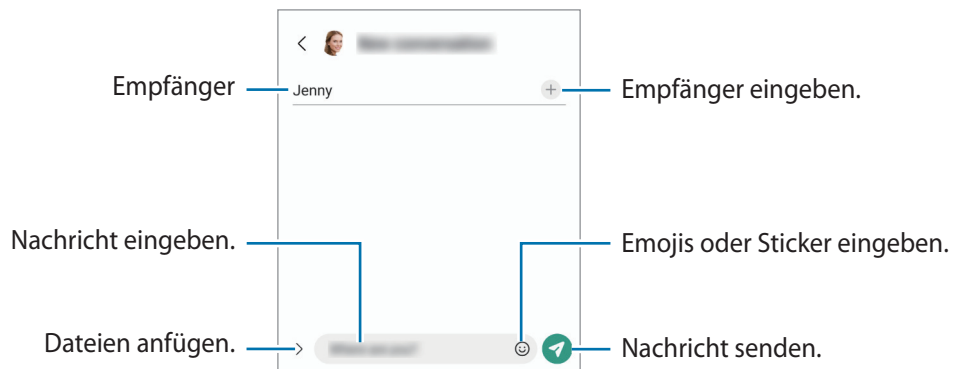 Empfänger
Jenny
Empfänger eingeben.
Nachricht eingeben.
Emojis oder Sticker eingeben.
Dateien anfügen.
Nachricht senden.